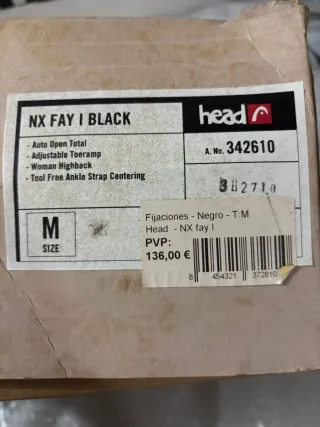 NX FAY I BLACK
- Auto Open Total
- Adjustable Toeramp
- Woman Highback
- Tool Free Ankle Strap Centering
head
A. No. 342610
M
SIZE
Fijaciones - Negro - T:M
Head - NX fay I
PVP:
136,00 €
8 454321 372810